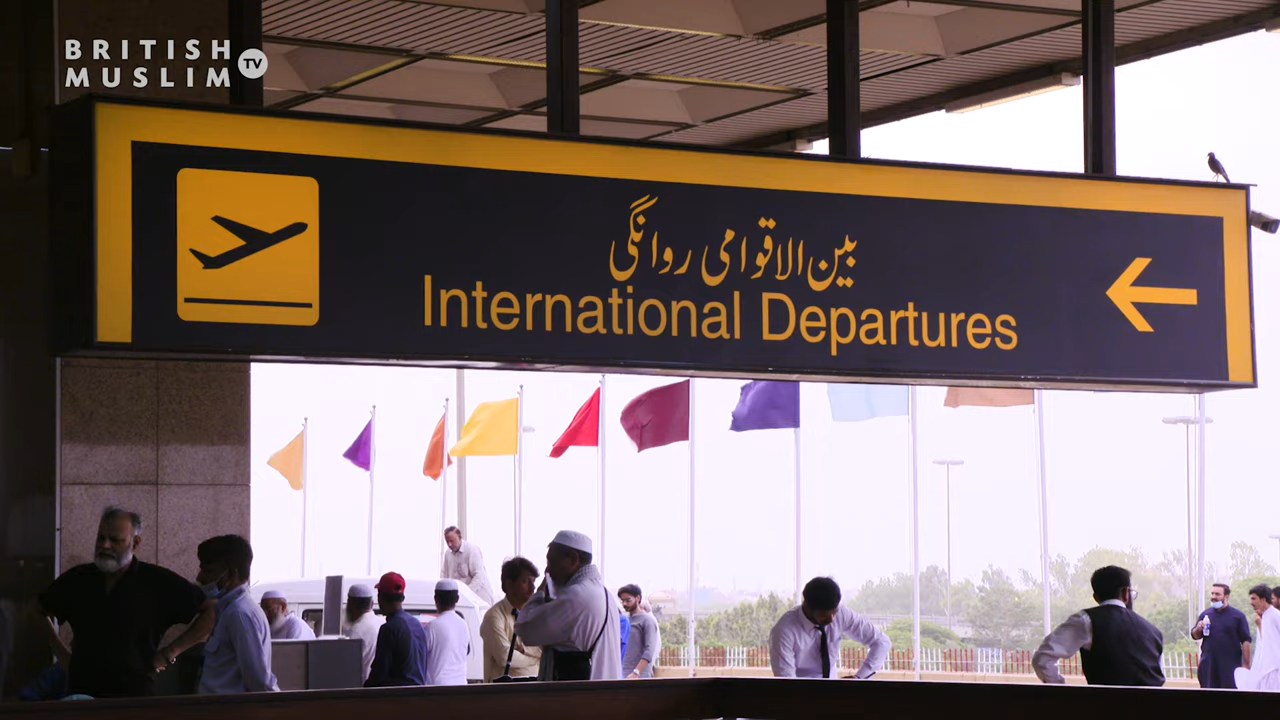 BRITISH
MUSLIM TV
بین الاقوامی روانگی
International Departures